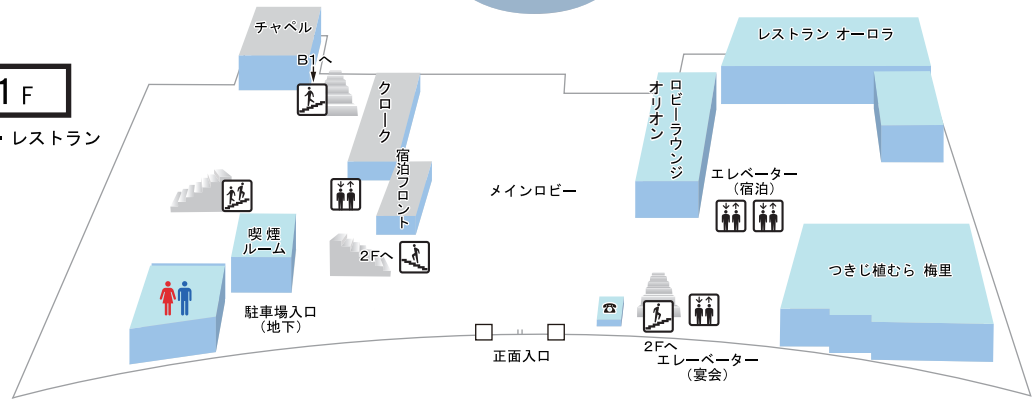 チャペル
レストラン オーロラ
B1へ
1F
・レストラン
クローク
ロビーラウンジ
オリオン
宿泊フロント
メインロビー
エレベーター
(宿泊)
喫煙
ルーム
2Fへ
つきじ植むら 梅里
駐車場入口
(地下)
正面入口
2Fへ
エレーベーター
(宴会)